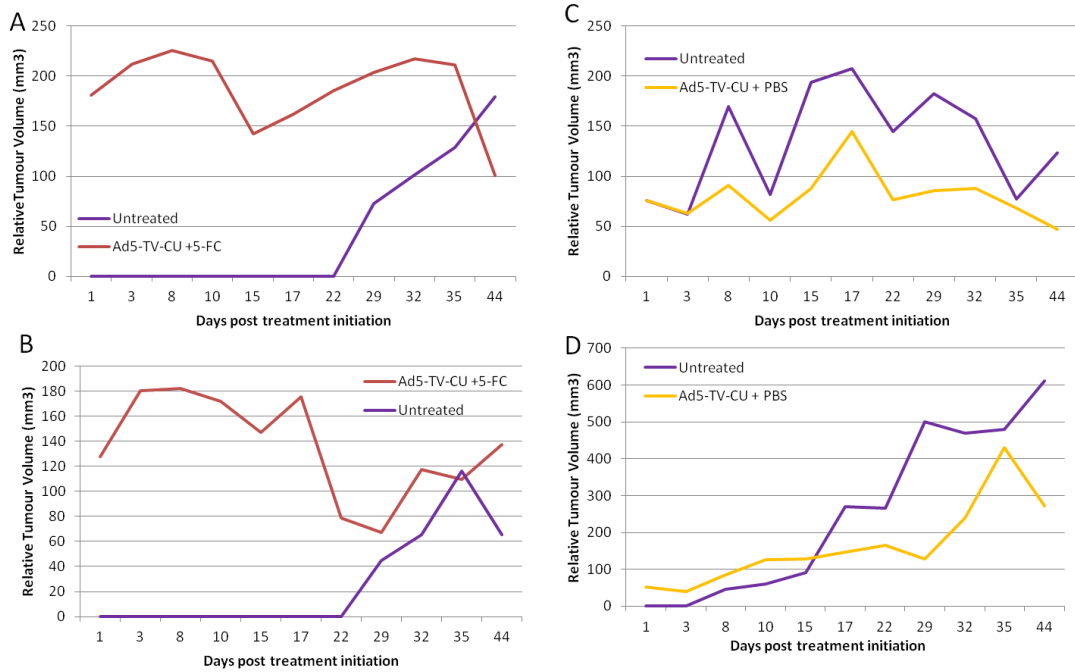 A
Relative Tumour Volume (mm3)
250
200
150
100
50
0
Untreated
Ad5-TV-CU +5-FC
1 3 8 10 15 17 22 29 32 35 44
Days post treatment initiation
B
Relative Tumour Volume (mm3)
200
180
160
140
120
100
80
60
40
20
0
Ad5-TV-CU +5-FC
Untreated
1 3 8 10 15 17 22 29 32 35 44
Days post treatment initiation
C
Relative Tumour Volume (mm3)
250
200
150
100
50
0
Untreated
Ad5-TV-CU + PBS
1 3 8 10 15 17 22 29 32 35 44
Days post treatment initiation
D
Relative Tumour Volume (mm3)
700
600
500
400
300
200
100
0
Untreated
Ad5-TV-CU + PBS
1 3 8 10 15 17 22 29 32 35 44
Days post treatment initiation